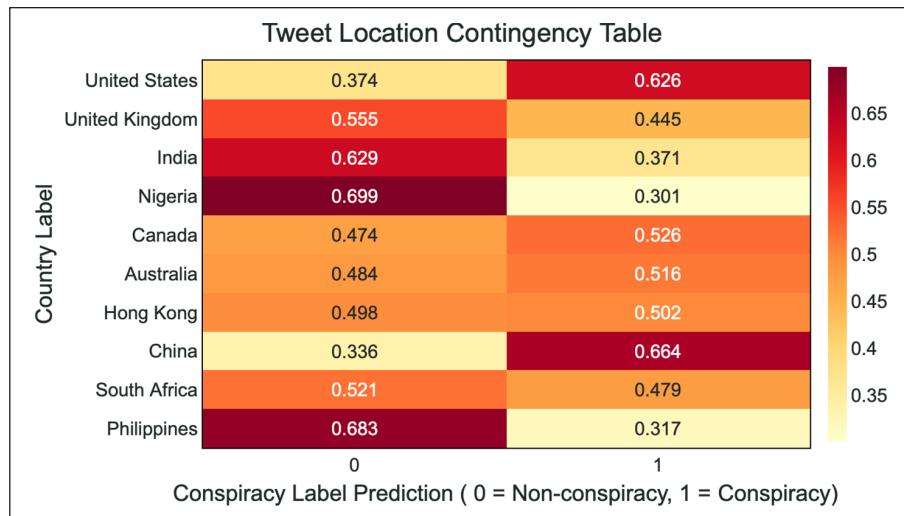 Tweet Location Contingency Table
United States 0.374 0.626
United Kingdom 0.555 0.445
India 0.629 0.371
Nigeria 0.699 0.301
Canada 0.474 0.526
Australia 0.484 0.516
Hong Kong 0.498 0.502
China 0.336 0.664
South Africa 0.521 0.479
Philippines 0.683 0.317
0 1
Conspiracy Label Prediction ( 0 = Non-conspiracy, 1 = Conspiracy)
Country Label
0.65
0.6
0.55
0.5
0.45
0.4
0.35